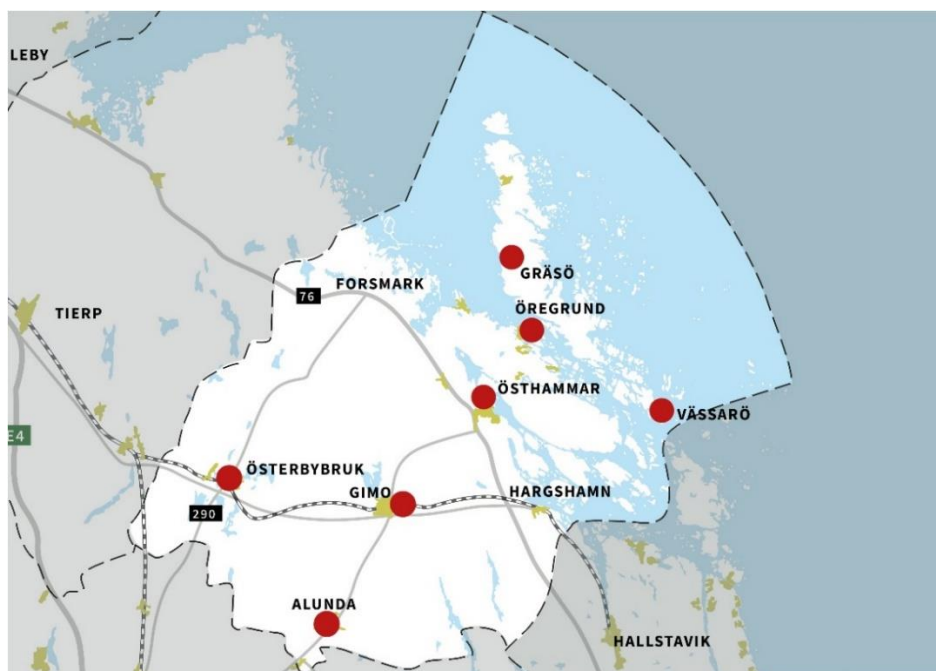 LEBY
GRÄSÖ
FORSMARK
76
ÖREGRUND
TIERP
ÖSTHAMMAR
VÄSSARÖ
E4
ÖSTERBYBRUK
GIMO
HARGSHAMN
290
ALUNDA
HALLSTAVIK